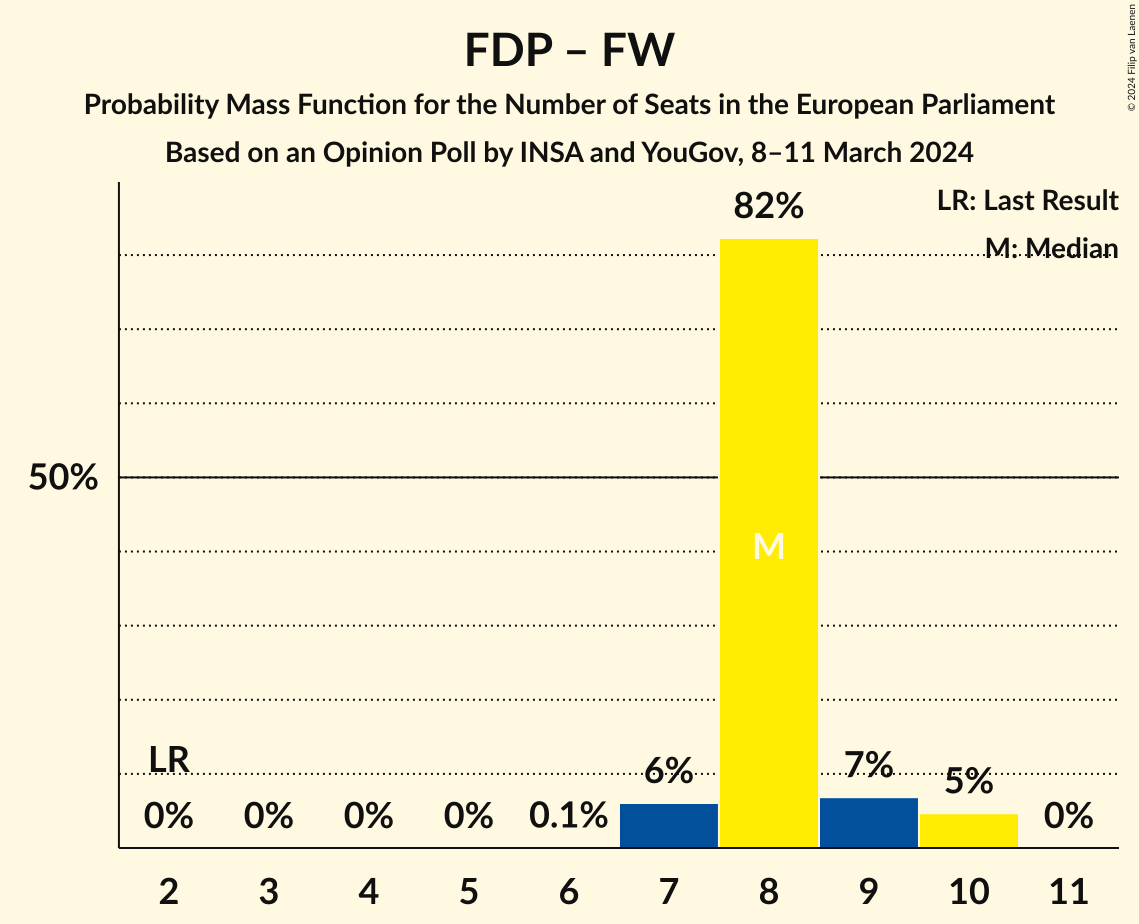 FDP – FW
Probability Mass Function for the Number of Seats in the European Parliament
Based on an Opinion Poll by INSA and YouGov, 8–11 March 2024
© 2024 Filip van Laenen
LR: Last Result
M: Median
82%
50%
M
LR
6%
7%
5%
0%
0%
0%
0%
0.1%
0%
2
3
4
5
6
7
8
9
10
11